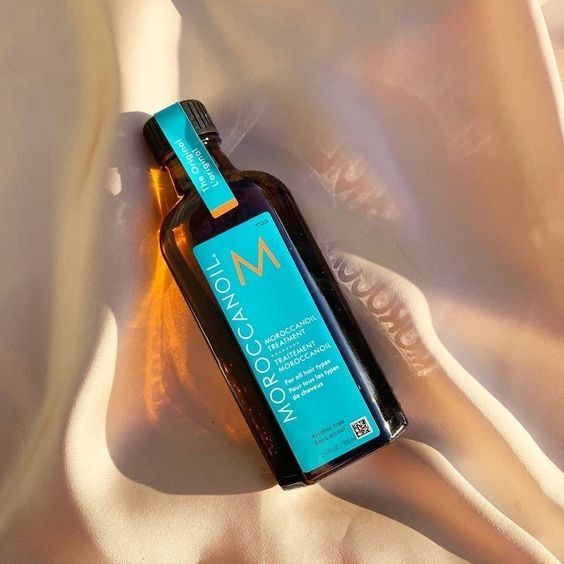 The Original
L'original
M
MOROCCANOIL.
MOROCCANOIL
TREATMENT
TRAITEMENT
MOROCCANOIL
For all hair types
Pour tous les types
de cheveux
Alcohol free
Sans alcool